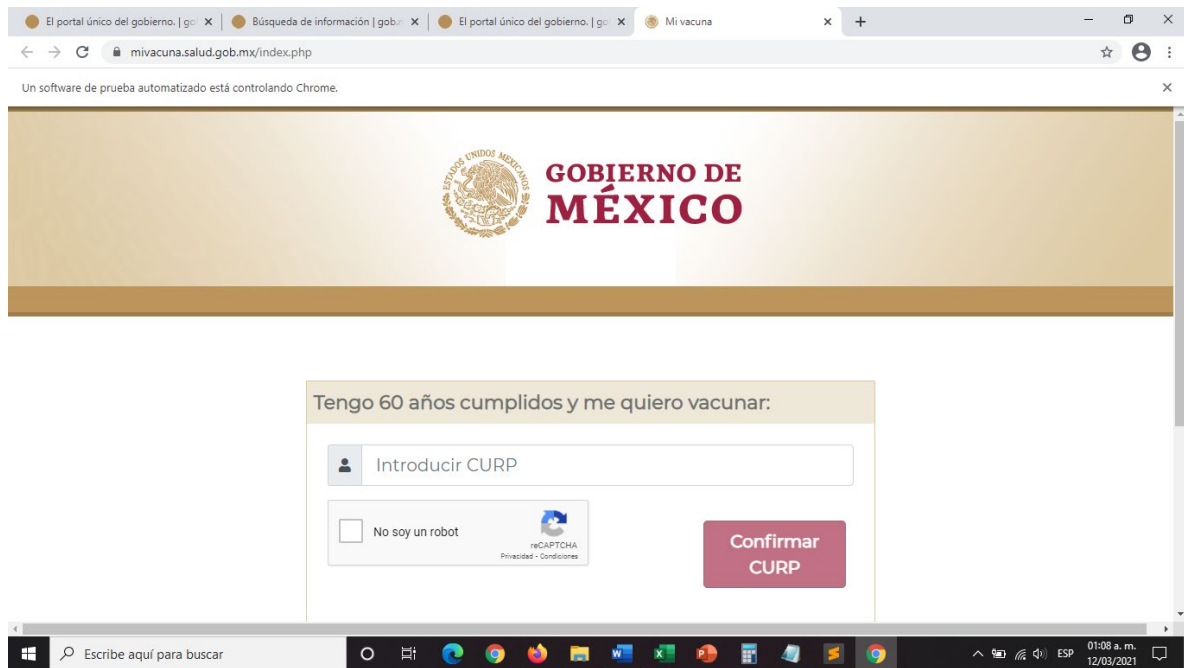 El portal único del gobierno. | go
Búsqueda de información | gob.m
El portal único del gobierno. | go
Mi vacuna
mivacuna.salud.gob.mx/index.php
Un software de prueba automatizado está controlando Chrome.
ESTADOS UNIDOS MEXICANOS
GOBIERNO DE
MÉXICO
Tengo 60 años cumplidos y me quiero vacunar:
Introducir CURP
No soy un robot
reCAPTCHA
Privacidad - Condiciones
Confirmar
CURP
Escribe aquí para buscar
ESP
01:08 a. m.
12/03/2021